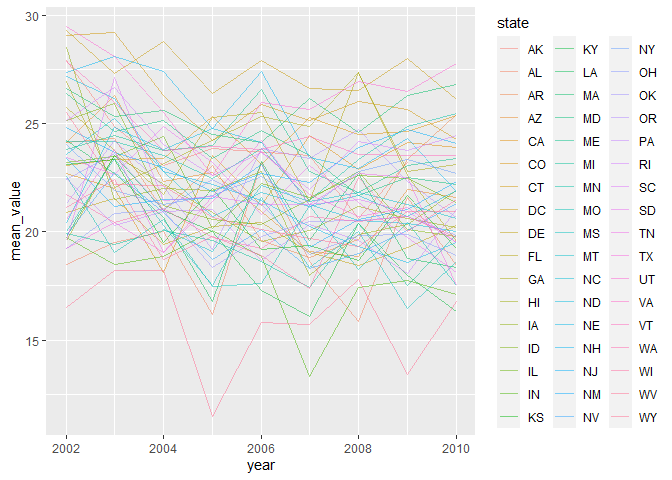 30
25
20
15
2002
2004
2006
2008
2010
year
mean_value
state
AK
AL
AR
AZ
CA
CO
CT
DC
DE
FL
GA
HI
IA
ID
IL
IN
KS
KY
LA
MA
MD
ME
MI
MN
MO
MS
MT
NC
ND
NE
NH
NJ
NM
NV
NY
OH
OK
OR
PA
RI
SC
SD
TN
TX
UT
VA
VT
WA
WI
WV
WY